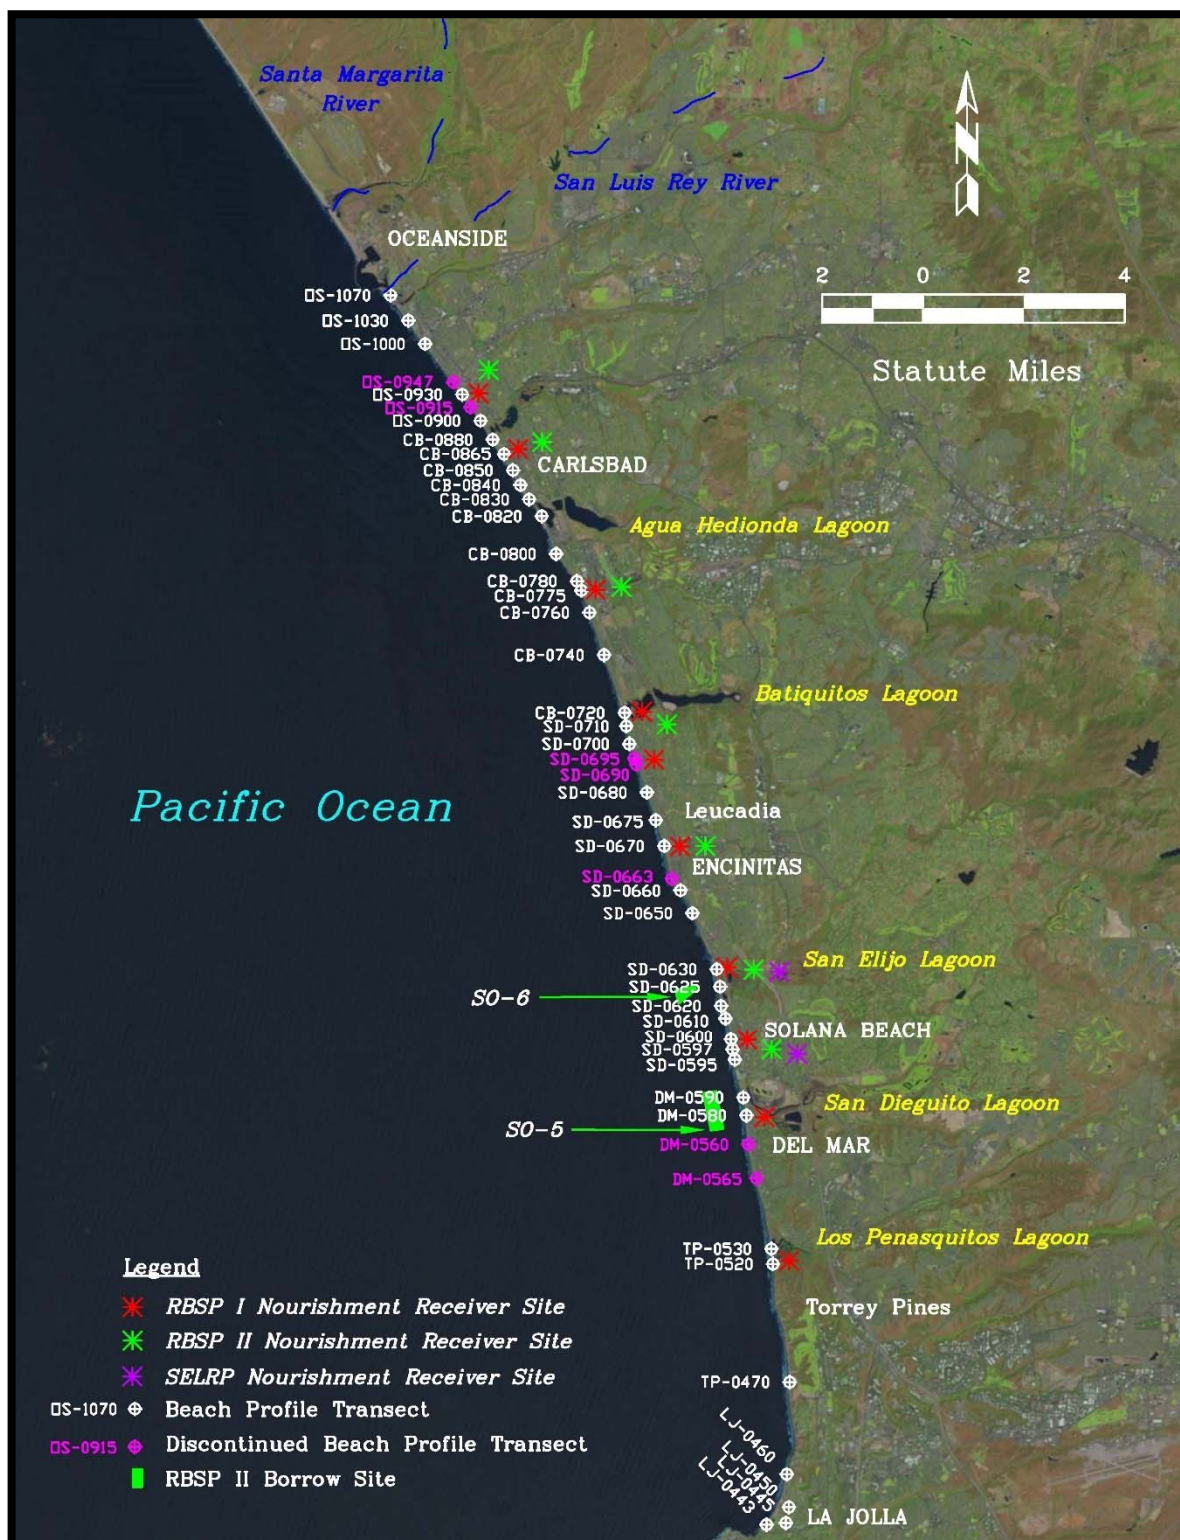 Santa Margarita
River
San Luis Rey River
OCEANSIDE
2 0 2 4
Statute Miles
N
OS-1070
OS-1030
OS-1000
OS-0947
OS-0930
OS-0915
OS-0900
CB-0880
CB-0865
CARLSBAD
CB-0850
CB-0840
CB-0830
CB-0820
Agua Hedionda Lagoon
CB-0800
CB-0780
CB-0775
CB-0760
CB-0740
Batiquitos Lagoon
CB-0720
SD-0710
SD-0700
SD-0695
SD-0690
SD-0680
Pacific Ocean
Leucadia
SD-0675
SD-0670
ENCINITAS
SD-0663
SD-0660
SD-0650
San Elijo Lagoon
SD-0630
SD-0625
SO-6
SD-0620
SD-0610
SOLANA BEACH
SD-0600
SD-0597
SD-0595
DM-0590
San Dieguito Lagoon
DM-0580
SO-5
DM-0560
DEL MAR
DM-0565
Los Penasquitos Lagoon
TP-0530
TP-0520
Torrey Pines
TP-0470
LJ-0460
LJ-0450
LJ-0445
LJ-0443
LA JOLLA
Legend
RBSP I Nourishment Receiver Site
RBSP II Nourishment Receiver Site
SELRP Nourishment Receiver Site
OS-1070 Beach Profile Transect
OS-0915 Discontinued Beach Profile Transect
RBSP II Borrow Site